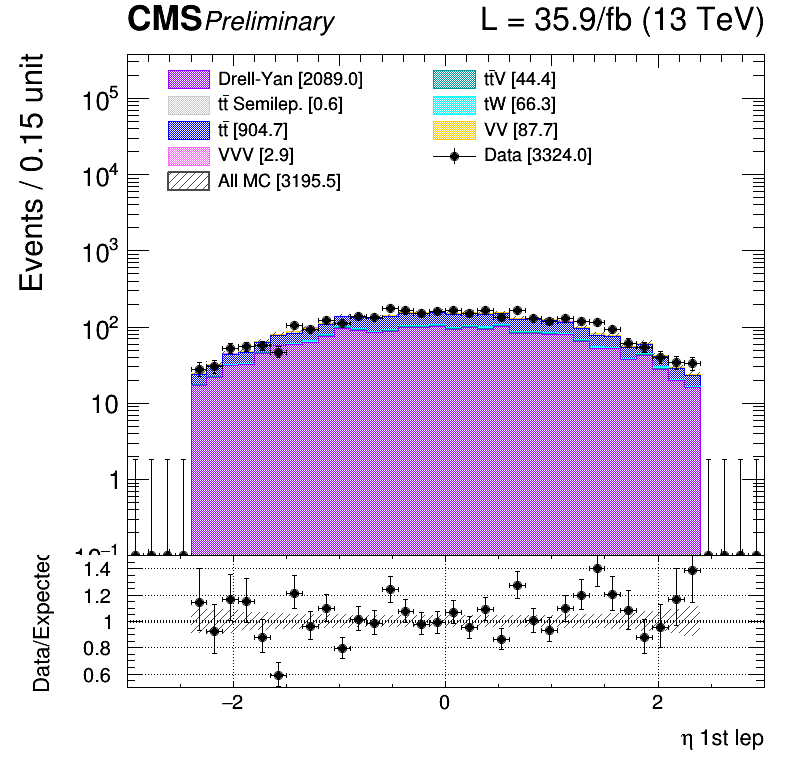 CMS Preliminary L = 35.9/fb (13 TeV)
Events / 0.15 unit
Drell-Yan [2089.0]
tt̄ Semilep. [0.6]
tt̄ [904.7]
VVV [2.9]
All MC [3195.5]
tt̄V [44.4]
tW [66.3]
VV [87.7]
Data [3324.0]
10⁵
10⁴
10³
10²
10
1
10⁻¹
Data/Expected
1.4
1.2
1
0.8
0.6
−2 0 2
η 1st lep